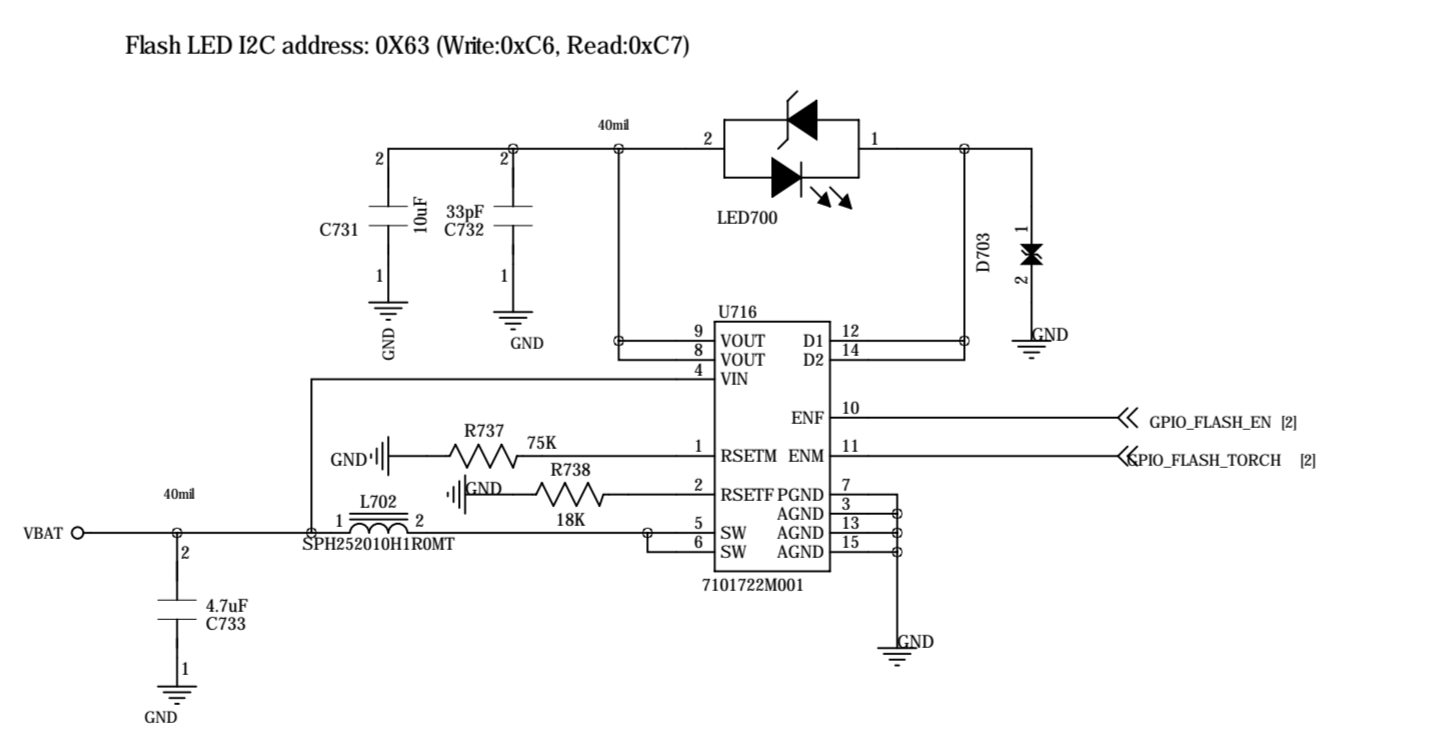 Flash LED I2C address: 0X63 (Write:0xC6, Read:0xC7)
40mil
2
1
2
2
10uF
33pF
C731
C732
LED700
1
1
D703
1
2
GND
GND
GND
U716
9 VOUT D1 12
8 VOUT D2 14
4 VIN
ENF 10
GPIO_FLASH_EN [2]
R737
75K
GND
1 RSETM ENM 11
GPIO_FLASH_TORCH [2]
R738
GND
18K
2 RSETF PGND 7
AGND 3
40mil
L702
VBAT
1 2
SPH252010H1R0MT
5 SW AGND 13
6 SW AGND 15
7101722M001
2
4.7uF
C733
1
GND
GND